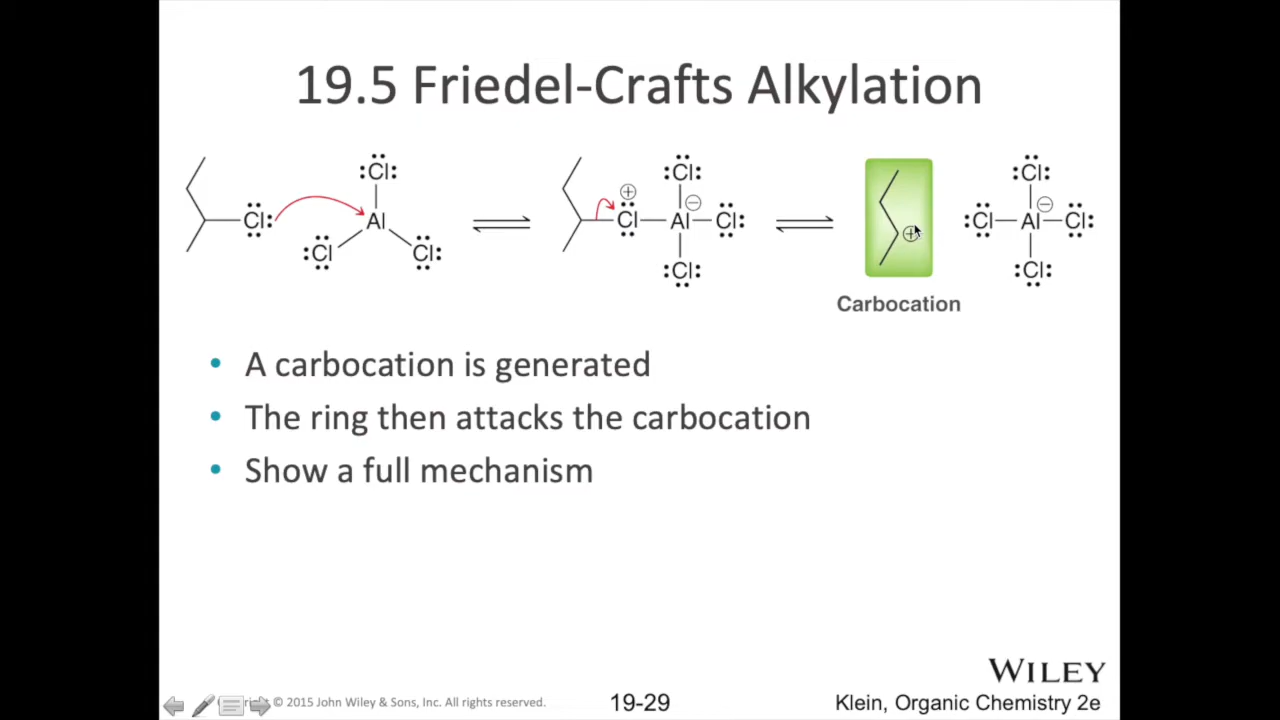 19.5 Friedel-Crafts Alkylation
Cl Al Cl Cl Cl
Cl Al Cl Cl Cl
Cl Al Cl Cl Cl
Carbocation
• A carbocation is generated
• The ring then attacks the carbocation
• Show a full mechanism
WILEY
© 2015 John Wiley & Sons, Inc. All rights reserved.
19-29
Klein, Organic Chemistry 2e